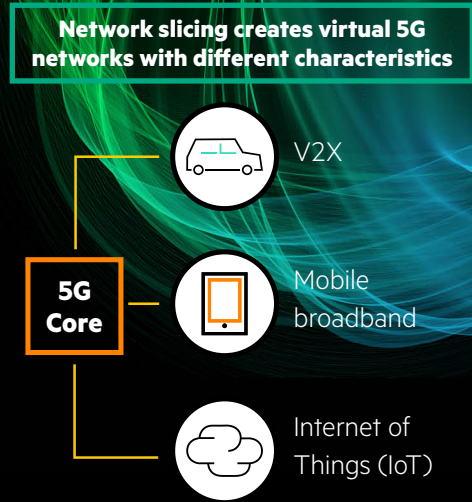 Network slicing creates virtual 5G
networks with different characteristics
V2X
5G
Core
Mobile
broadband
Internet of
Things (IoT)